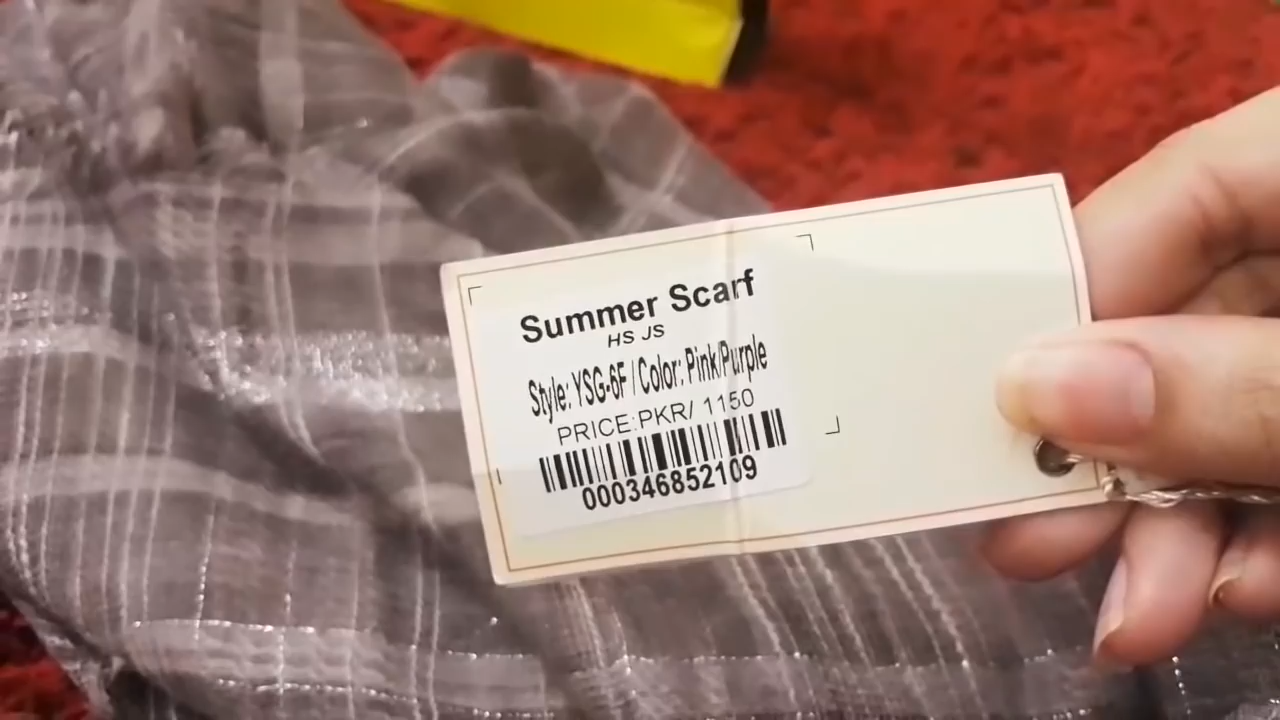 Summer Scarf
HS JS
Style: YSG-6F / Color: Pink/Purple
PRICE:PKR/ 1150
000346852109